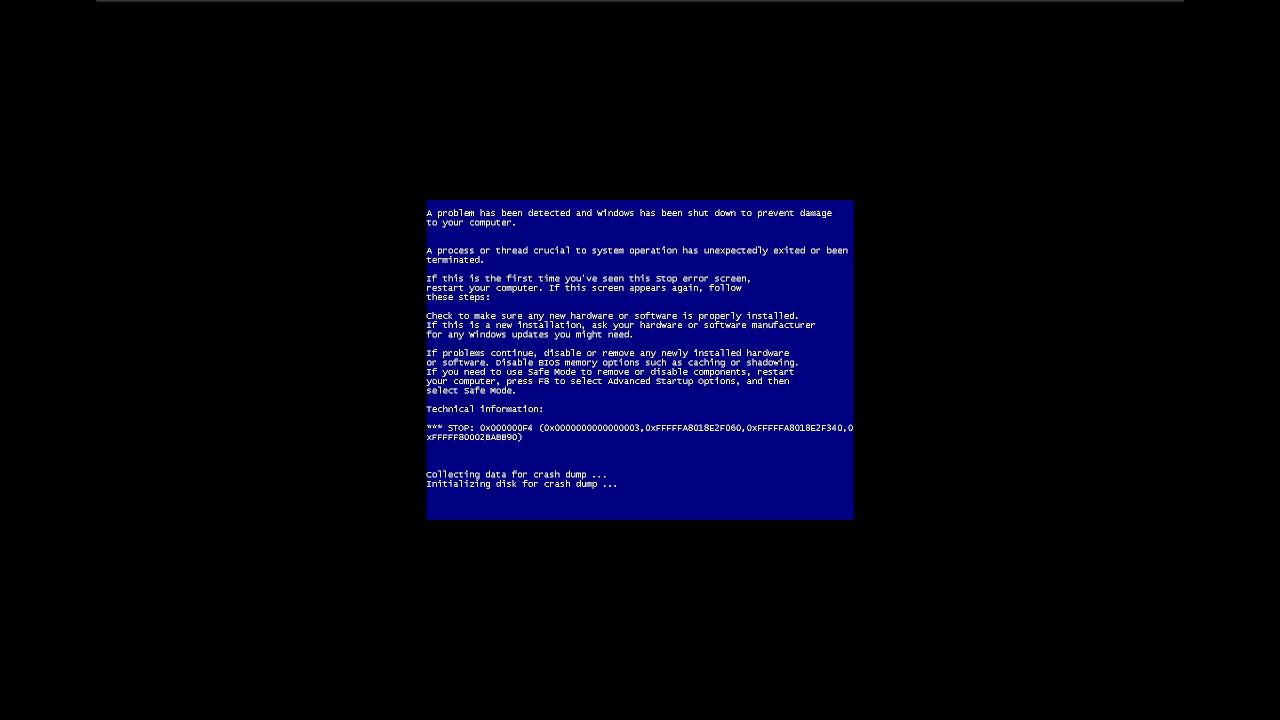 A problem has been detected and Windows has been shut down to prevent damage
to your computer.
A process or thread crucial to system operation has unexpectedly exited or been
terminated.
If this is the first time you've seen this Stop error screen,
restart your computer. If this screen appears again, follow
these steps:
Check to make sure any new hardware or software is properly installed.
If this is a new installation, ask your hardware or software manufacturer
for any Windows updates you might need.
If problems continue, disable or remove any newly installed hardware
or software. Disable BIOS memory options such as caching or shadowing.
If you need to use Safe Mode to remove or disable components, restart
your computer, press F8 to select Advanced Startup Options, and then
select Safe Mode.
Technical information:
*** STOP: 0x000000F4 (0x0000000000000003,0xFFFFFA8018E2F060,0xFFFFFA8018E2F340,0
xFFFFF80002BABB90)
Collecting data for crash dump ...
Initializing disk for crash dump ...